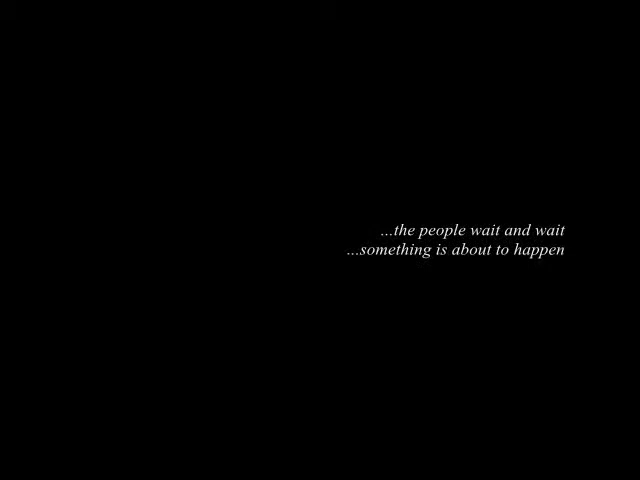 ...the people wait and wait
...something is about to happen